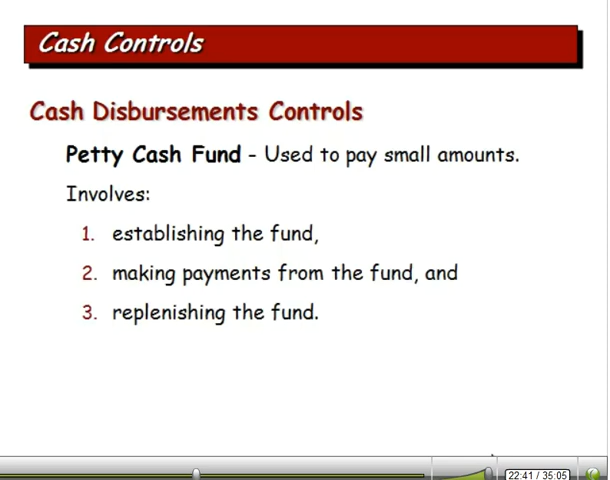 Cash Controls
Cash Disbursements Controls
Petty Cash Fund - Used to pay small amounts.
Involves:
1. establishing the fund,
2. making payments from the fund, and
3. replenishing the fund.
22:41 / 35:05